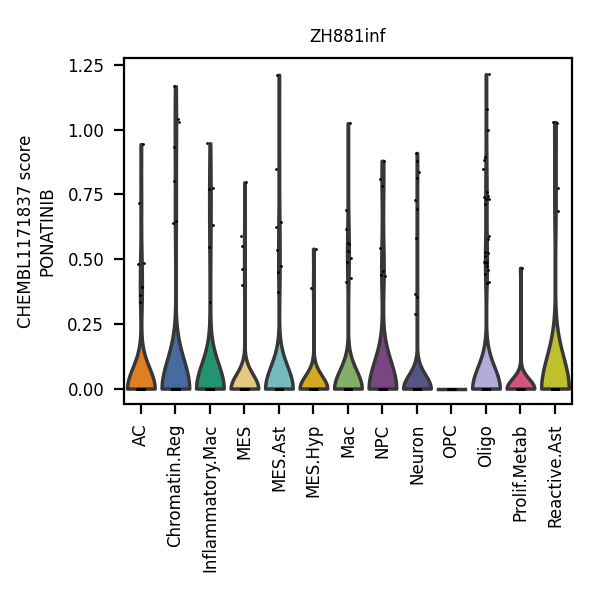 ZH881inf
CHEMBL1171837 score
PONATINIB
1.25
1.00
0.75
0.50
0.25
0.00
AC
Chromatin.Reg
Inflammatory.Mac
MES
MES.Ast
MES.Hyp
Mac
NPC
Neuron
OPC
Oligo
Prolif.Metab
Reactive.Ast